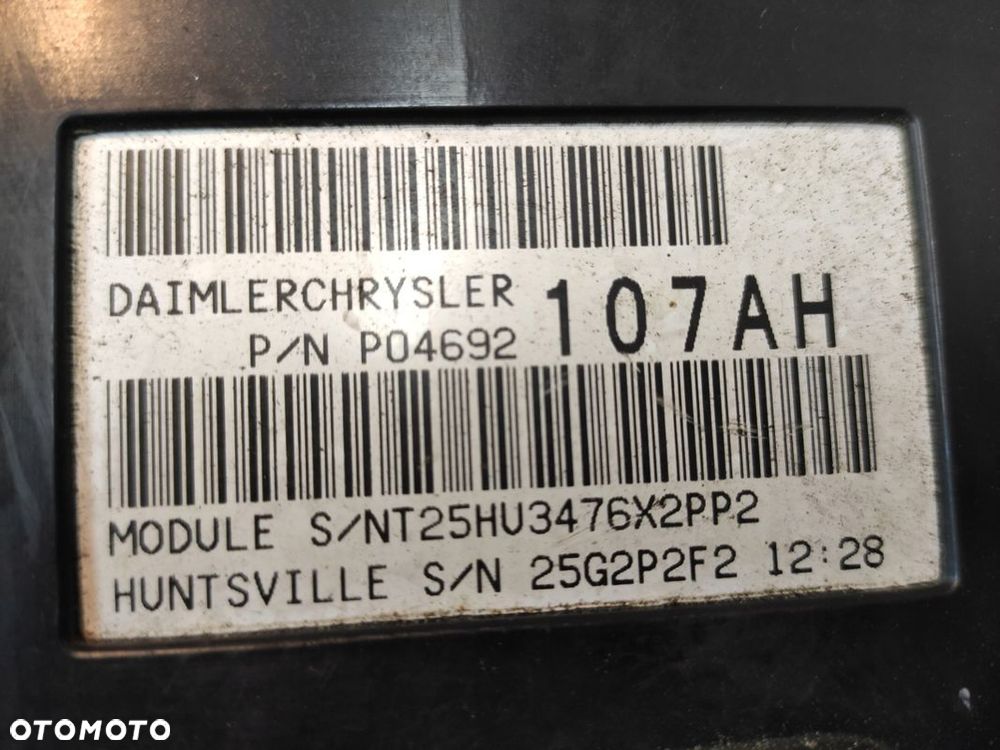 DAIMLERCHRYSLER 107AH
P/N P04692
MODULE S/NT25HU3476X2PP2
HUNTSVILLE S/N 25G2P2F2 12:28
OTOMOTO